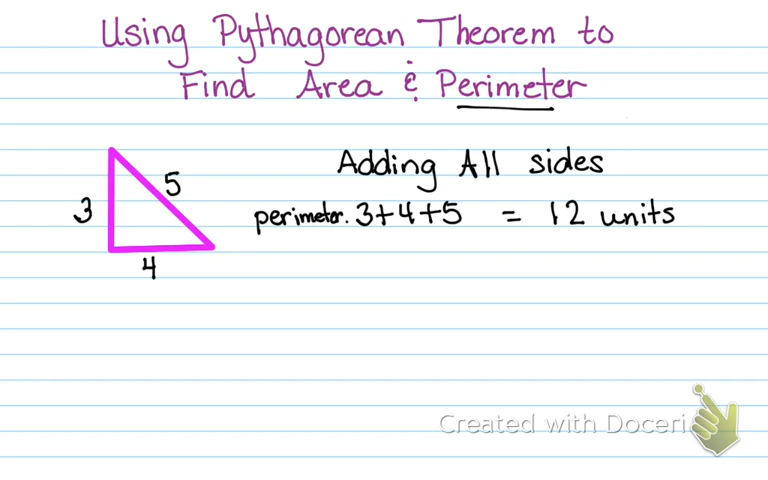 Using Pythagorean Theorem to
Find Area & Perimeter
Adding All sides
3
5
perimeter. 3+4+5 = 12 units
4
Created with Doceri